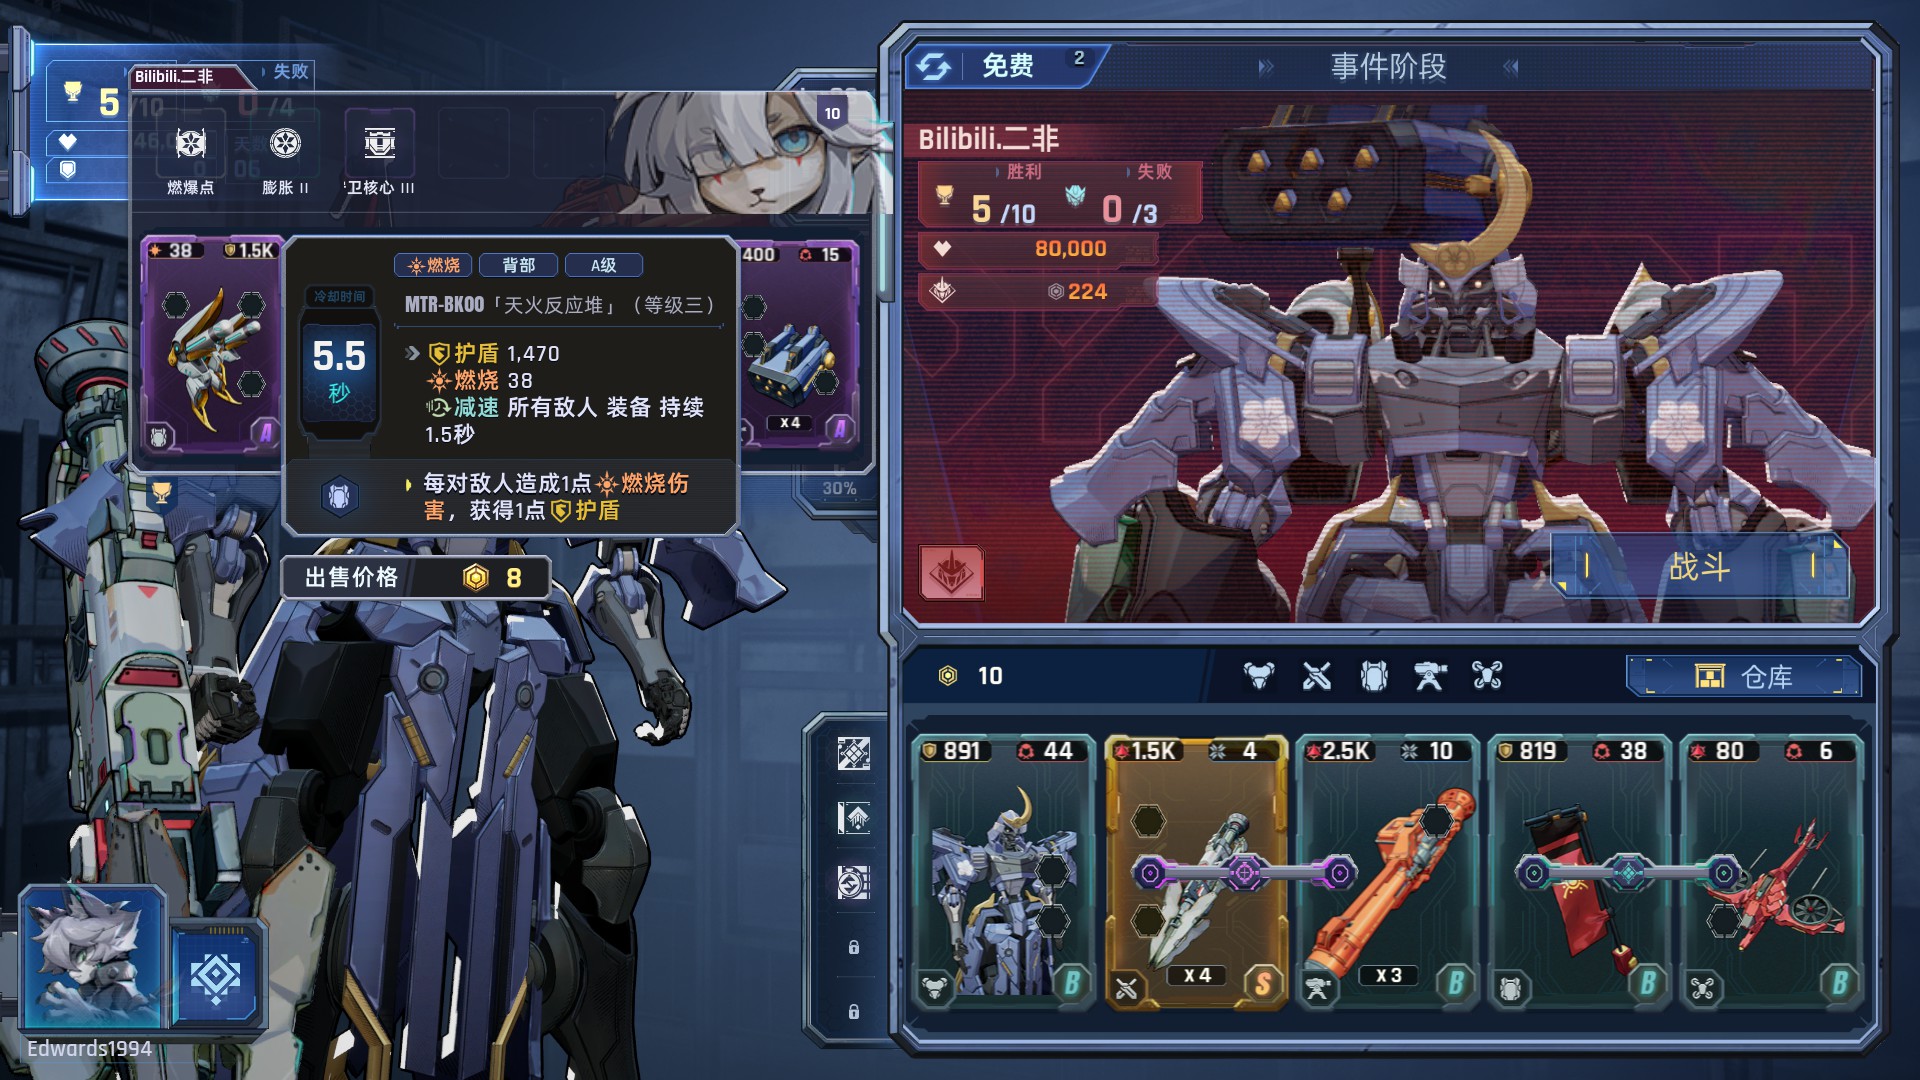 Bilibili.二非
失败
5/10
0/4
10
燃爆点
膨胀 II
卫核心 III
38
1.5K
A
燃烧
背部
A级
冷却时间
5.5
秒
MTR-BK00「天火反应堆」（等级三）
护盾 1,470
燃烧 38
减速 所有敌人 装备 持续
1.5秒
每对敌人造成1点燃烧伤
害，获得1点护盾
出售价格 8
400
15
x4
A
30%
Edwards1994
免费 2
事件阶段
Bilibili.二非
胜利
失败
5/10
0/3
80,000
224
战斗
10
仓库
891
44
B
1.5K
4
x4
S
2.5K
10
x3
B
819
38
B
80
6
B